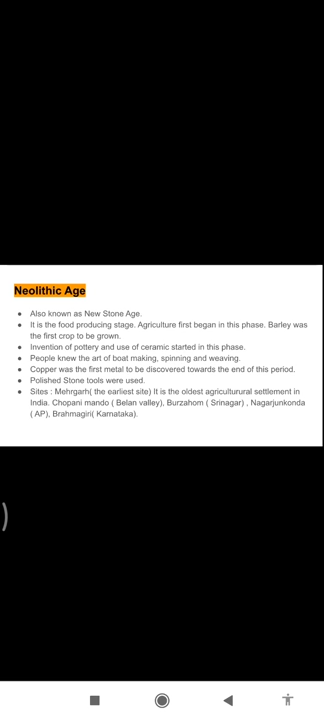 Neolithic Age
● Also known as New Stone Age.
● It is the food producing stage. Agriculture first began in this phase. Barley was
the first crop to be grown.
● Invention of pottery and use of ceramic started in this phase.
● People knew the art of boat making, spinning and weaving.
● Copper was the first metal to be discovered towards the end of this period.
● Polished Stone tools were used.
● Sites : Mehrgarh( the earliest site) It is the oldest agriculturural settlement in
India. Chopani mando ( Belan valley), Burzahom ( Srinagar) , Nagarjunkonda
( AP), Brahmagiri( Karnataka).